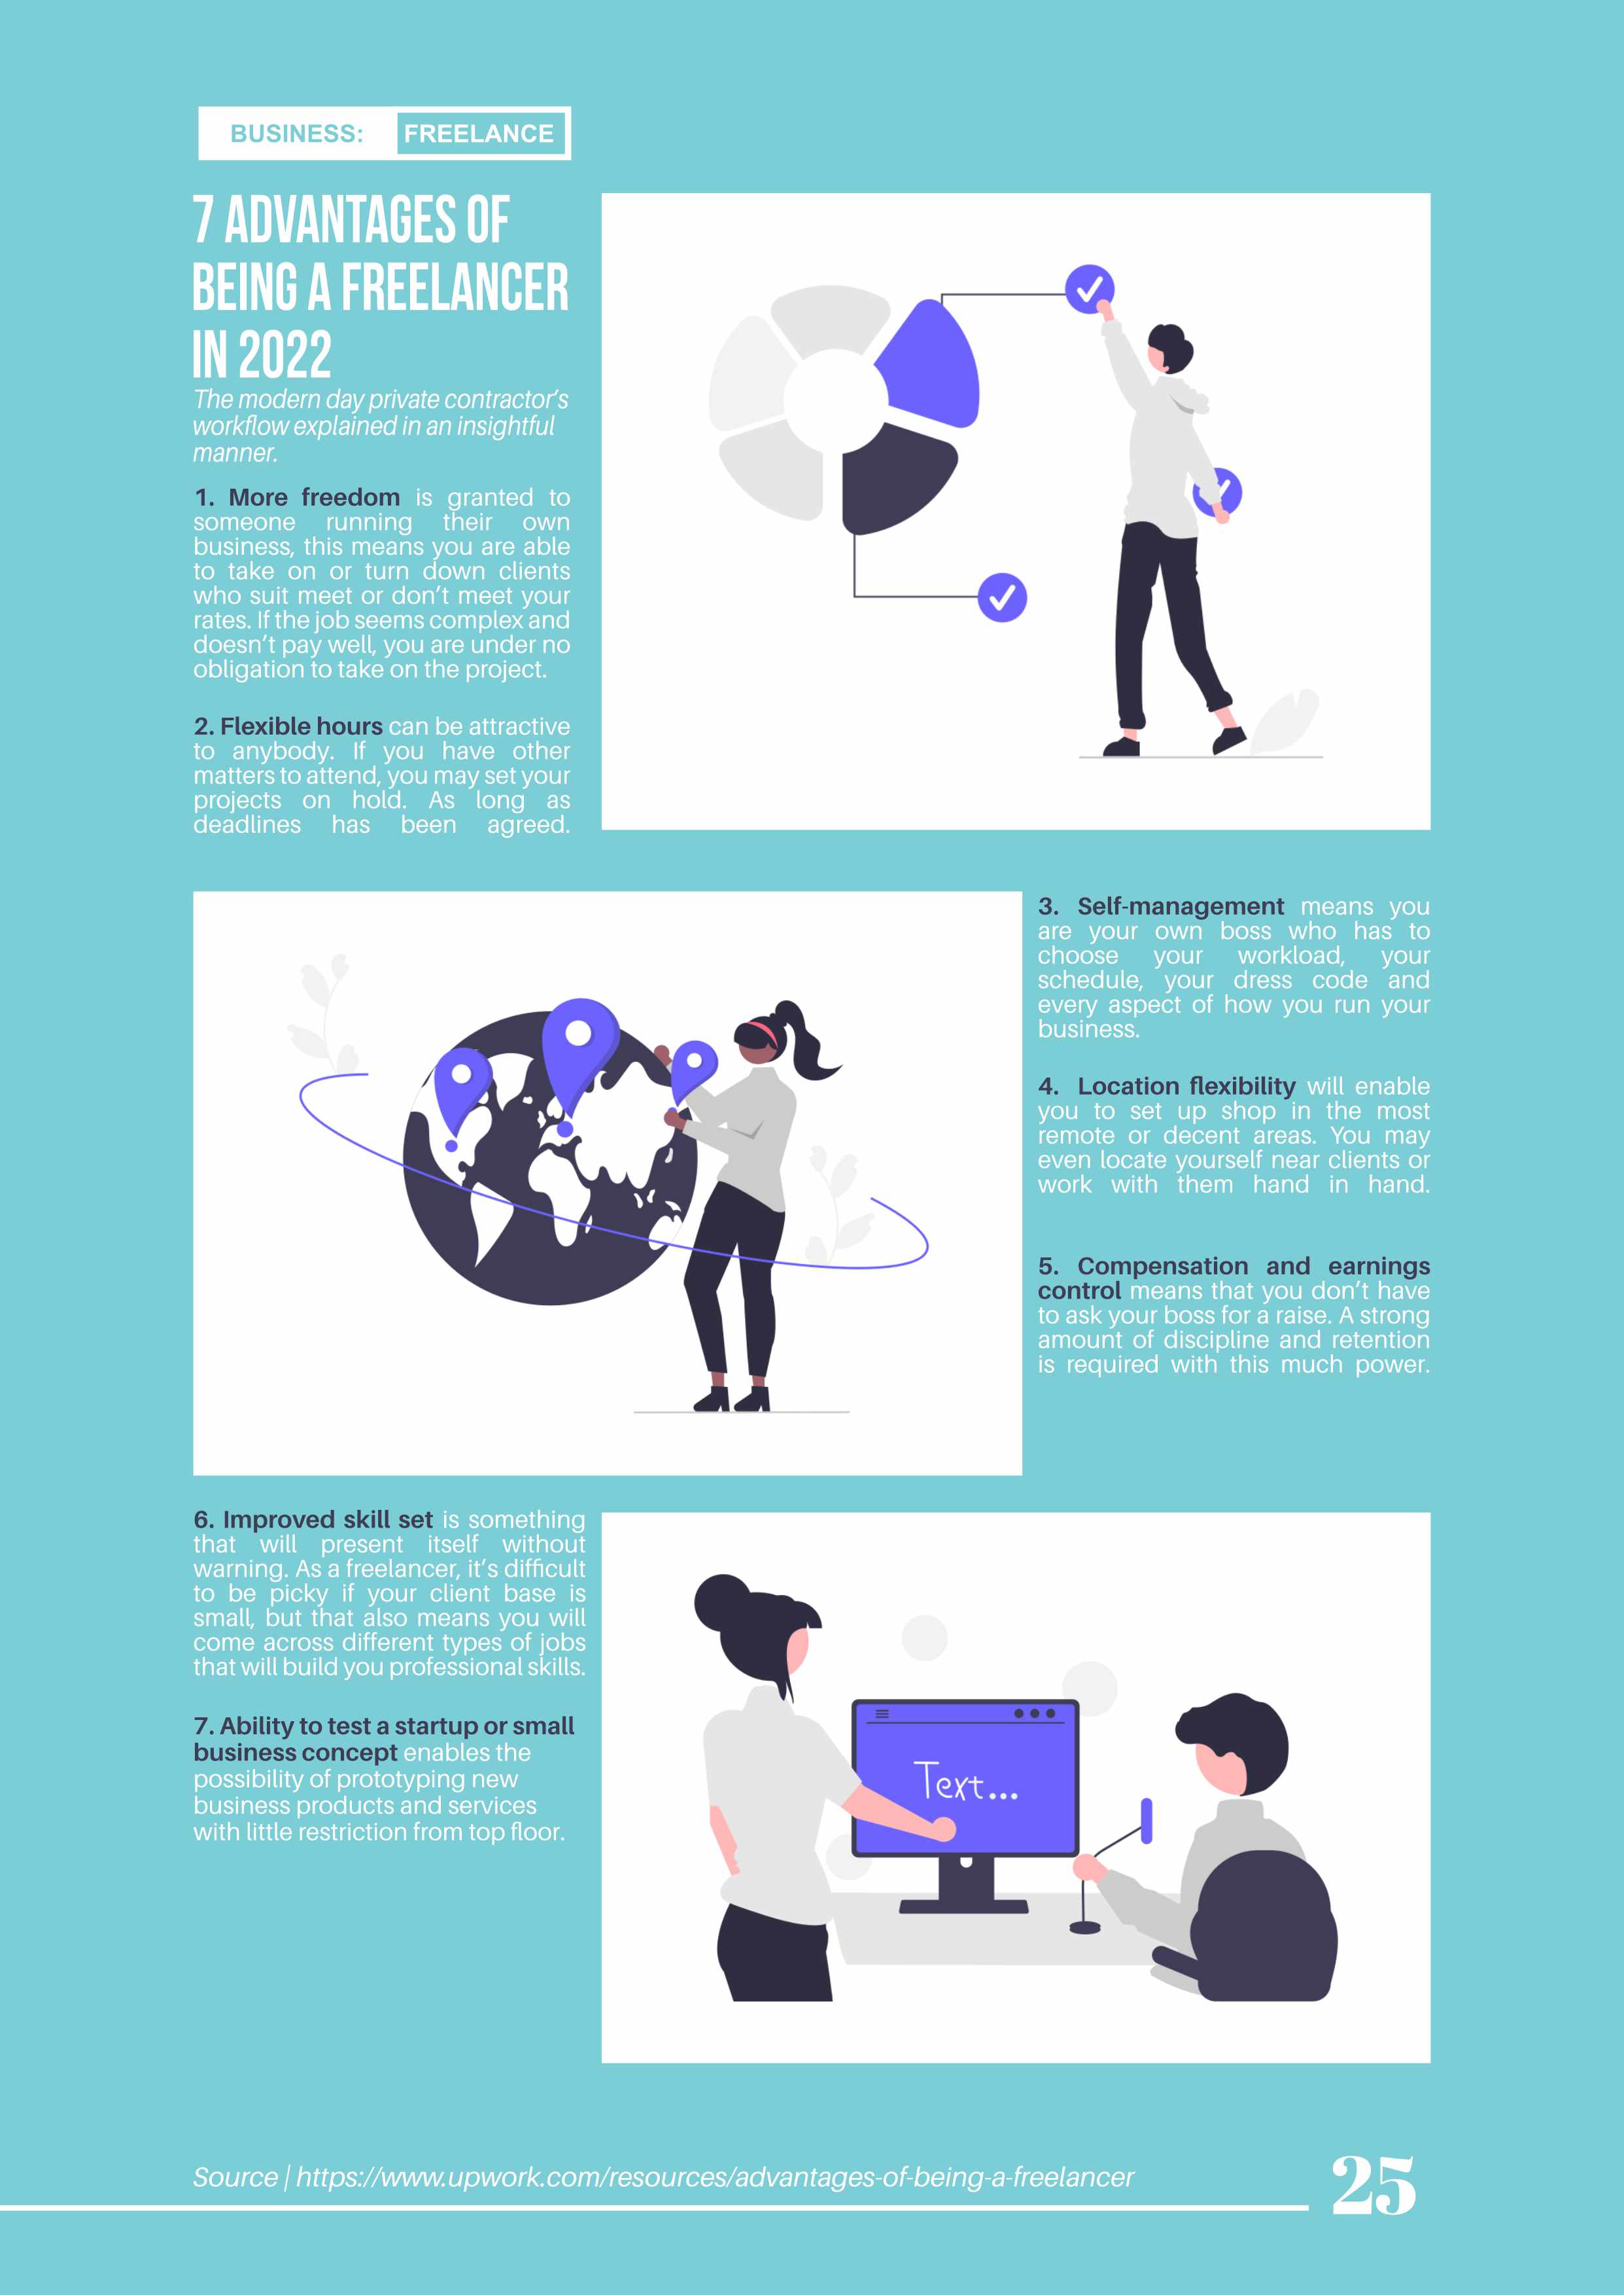 BUSINESS: FREELANCE
7 ADVANTAGES OF
BEING A FREELANCER
IN 2022
The modern day private contractor’s
workflow explained in an insightful
manner.
1. More freedom is granted to
someone running their own
business, this means you are able
to take on or turn down clients
who suit meet or don’t meet your
rates. If the job seems complex and
doesn’t pay well, you are under no
obligation to take on the project.
2. Flexible hours can be attractive
to anybody. If you have other
matters to attend, you may set your
projects on hold. As long as
deadlines has been agreed.
3. Self-management means you
are your own boss who has to
choose your workload, your
schedule, your dress code and
every aspect of how you run your
business.
4. Location flexibility will enable
you to set up shop in the most
remote or decent areas. You may
even locate yourself near clients or
work with them hand in hand.
5. Compensation and earnings
control means that you don’t have
to ask your boss for a raise. A strong
amount of discipline and retention
is required with this much power.
6. Improved skill set is something
that will present itself without
warning. As a freelancer, it’s difficult
to be picky if your client base is
small, but that also means you will
come across different types of jobs
that will build you professional skills.
7. Ability to test a startup or small
business concept enables the
possibility of prototyping new
business products and services
with little restriction from top floor.
Text...
Source | https://www.upwork.com/resources/advantages-of-being-a-freelancer
25